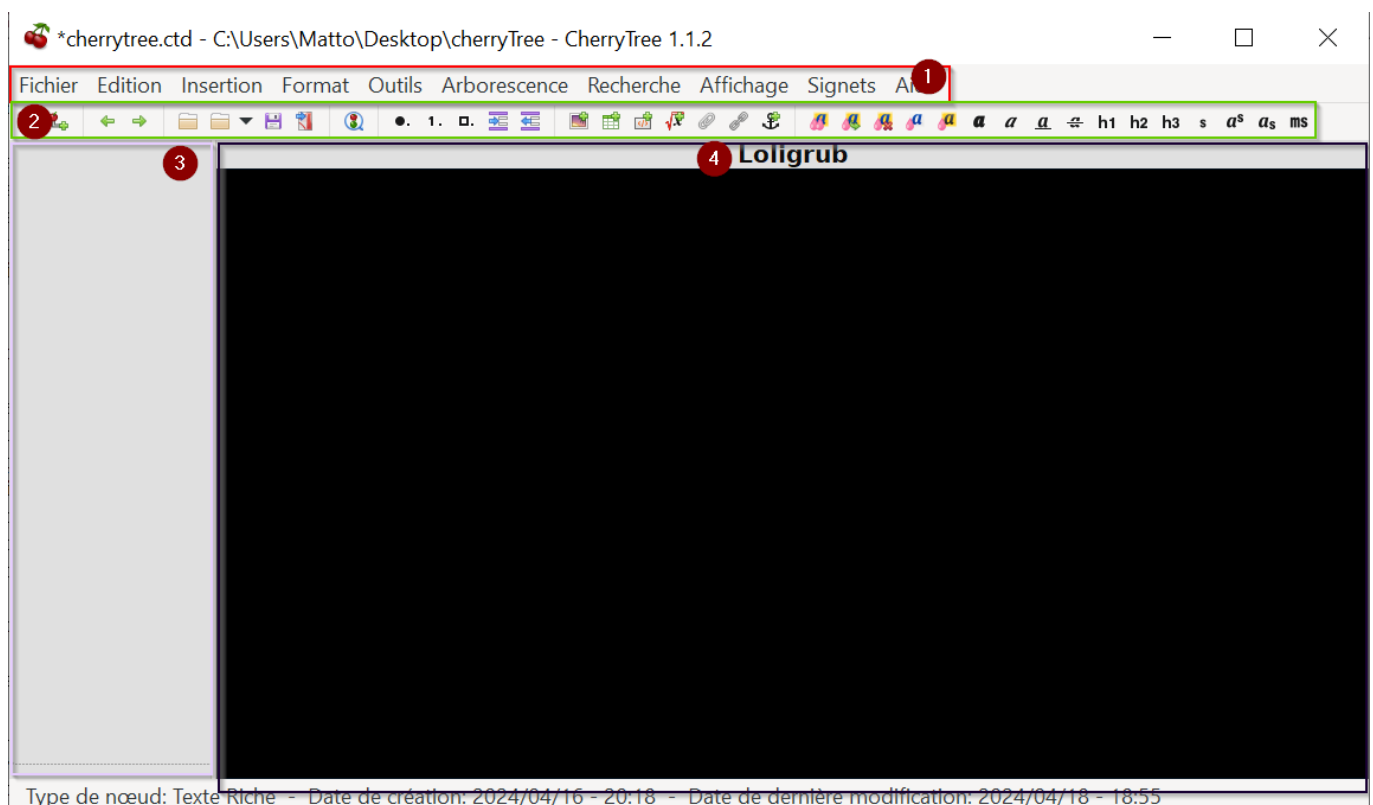 *cherrytree.ctd - C:\Users\Matto\Desktop\cherryTree - CherryTree 1.1.2
Fichier Edition Insertion Format Outils Arborescence Recherche Affichage Signets 1
2 1. h1 h2 h3 s aˢ aₛ ms
3 4 Loligrub
Type de nœud: Texte Riche - Date de création: 2024/04/16 - 20:18 - Date de dernière modification: 2024/04/18 - 18:55